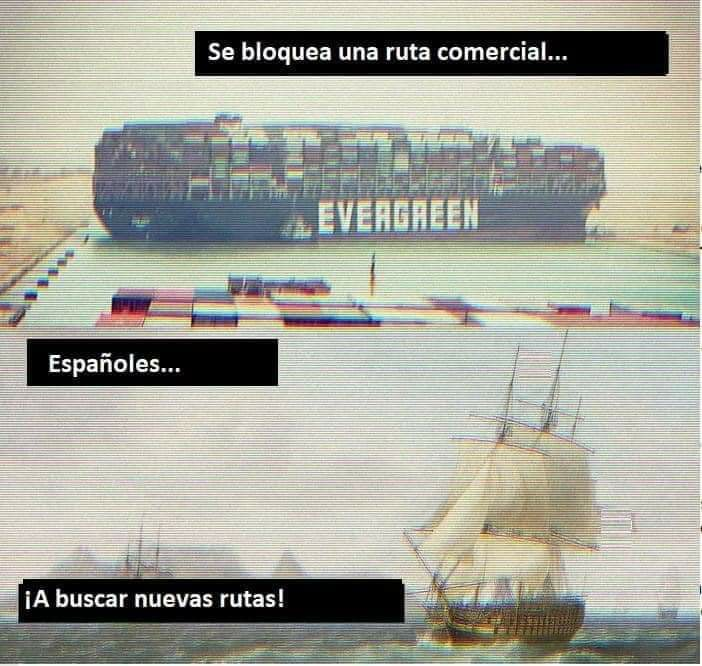 Se bloquea una ruta comercial...
EVERGREEN
Españoles...
¡A buscar nuevas rutas!